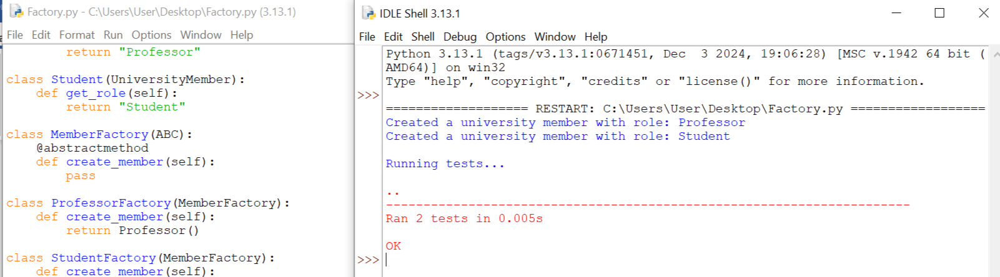 Factory.py - C:\Users\User\Desktop\Factory.py (3.13.1)
File Edit Format Run Options Window Help
        return "Professor"

class Student(UniversityMember):
    def get_role(self):
        return "Student"

class MemberFactory(ABC):
    @abstractmethod
    def create_member(self):
        pass

class ProfessorFactory(MemberFactory):
    def create_member(self):
        return Professor()

class StudentFactory(MemberFactory):
    def create_member(self):
IDLE Shell 3.13.1
File Edit Shell Debug Options Window Help
Python 3.13.1 (tags/v3.13.1:0671451, Dec  3 2024, 19:06:28) [MSC v.1942 64 bit (
AMD64)] on win32
Type "help", "copyright", "credits" or "license()" for more information.
>>>
=================== RESTART: C:\Users\User\Desktop\Factory.py ==================
Created a university member with role: Professor
Created a university member with role: Student

Running tests...

..
----------------------------------------------------------------------
Ran 2 tests in 0.005s

OK
>>>